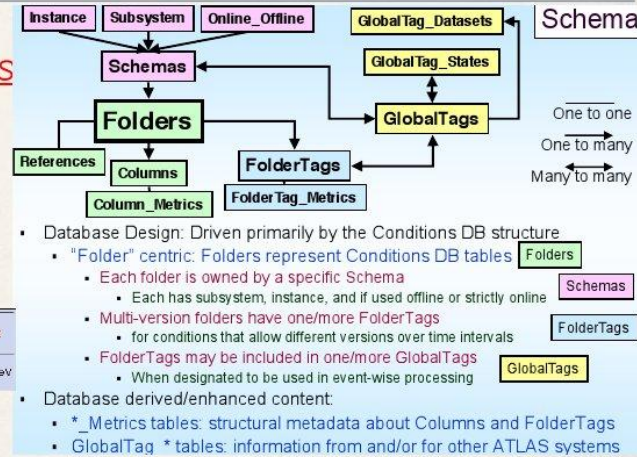 Instance
Subsystem
Online_Offline
GlobalTag_Datasets
Schema
S
Schemas
GlobalTag_States
Folders
GlobalTags
One to one
One to many
Many to many
References
Columns
FolderTags
Column_Metrics
FolderTag_Metrics
▪ Database Design: Driven primarily by the Conditions DB structure
▪ "Folder" centric: Folders represent Conditions DB tables
Folders
▪ Each folder is owned by a specific Schema
Schemas
▪ Each has subsystem, instance, and if used offline or strictly online
▪ Multi-version folders have one/more FolderTags
FolderTags
▪ for conditions that allow different versions over time intervals
▪ FolderTags may be included in one/more GlobalTags
GlobalTags
▪ When designated to be used in event-wise processing
▪ Database derived/enhanced content:
▪ *_Metrics tables: structural metadata about Columns and FolderTags
▪ GlobalTag_* tables: information from and/or for other ATLAS systems